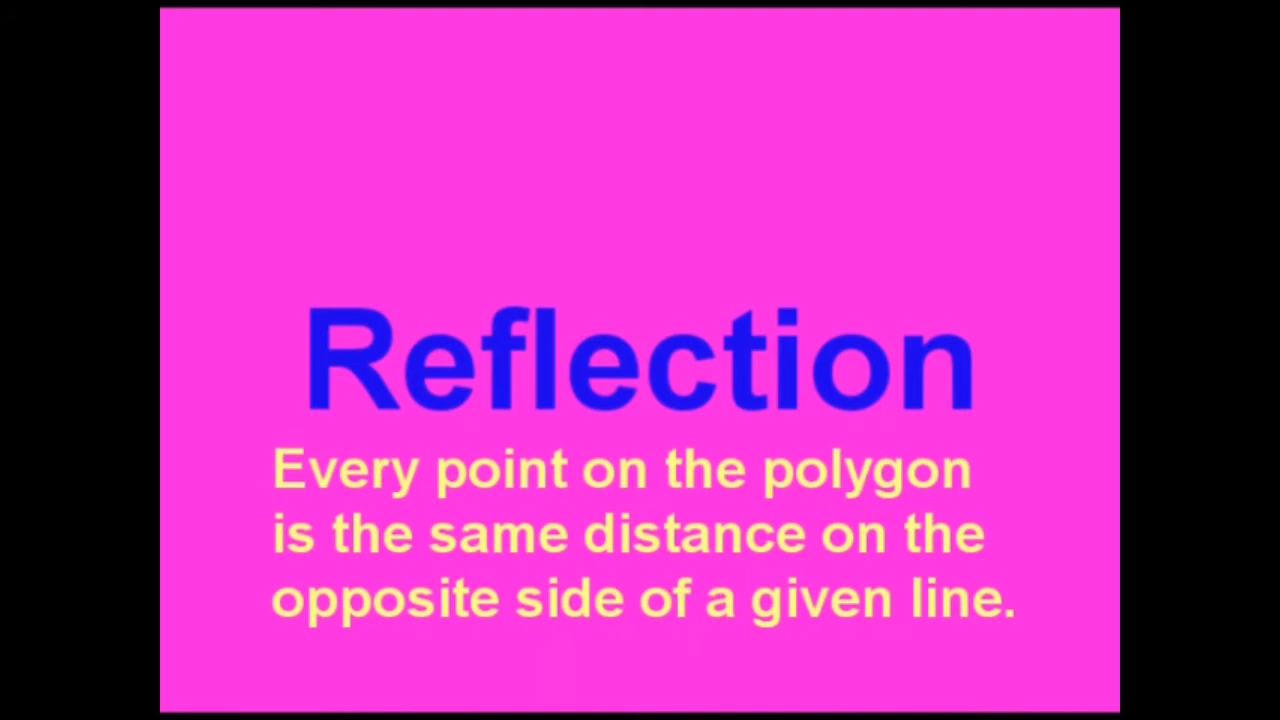 Reflection
Every point on the polygon
is the same distance on the
opposite side of a given line.